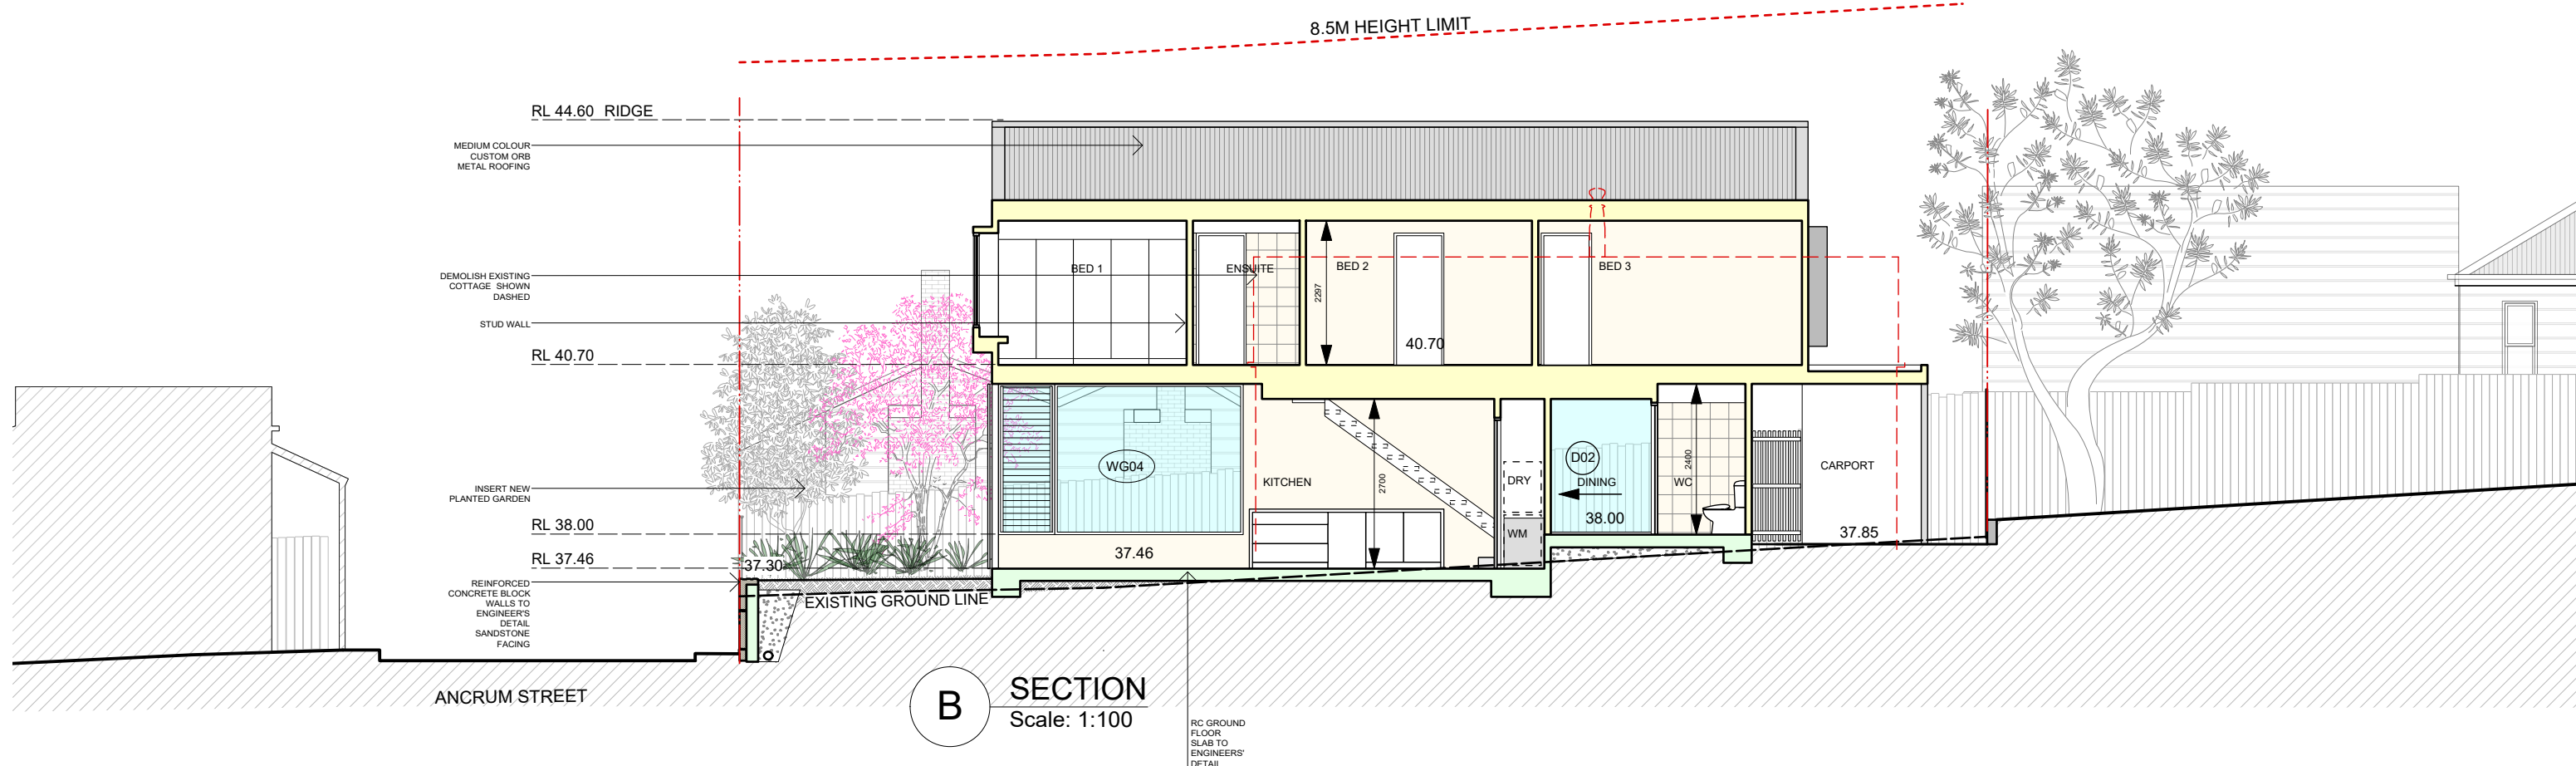 8.5M HEIGHT LIMIT
RL 44.60 RIDGE
MEDIUM COLOUR
CUSTOM ORB
METAL ROOFING
DEMOLISH EXISTING
COTTAGE SHOWN
DASHED
STUD WALL
RL 40.70
INSERT NEW
PLANTED GARDEN
RL 38.00
RL 37.46
REINFORCED
CONCRETE BLOCK
WALLS TO
ENGINEER'S
DETAIL
SANDSTONE
FACING
BED 1
ENSUITE
2297
BED 2
40.70
BED 3
WG04
KITCHEN
2700
DRY
WM
D02
DINING
38.00
2400
WC
CARPORT
37.85
37.46
37.30
EXISTING GROUND LINE
ANCRUM STREET
B
SECTION
Scale: 1:100
RC GROUND
FLOOR
SLAB TO
ENGINEERS'
DETAIL